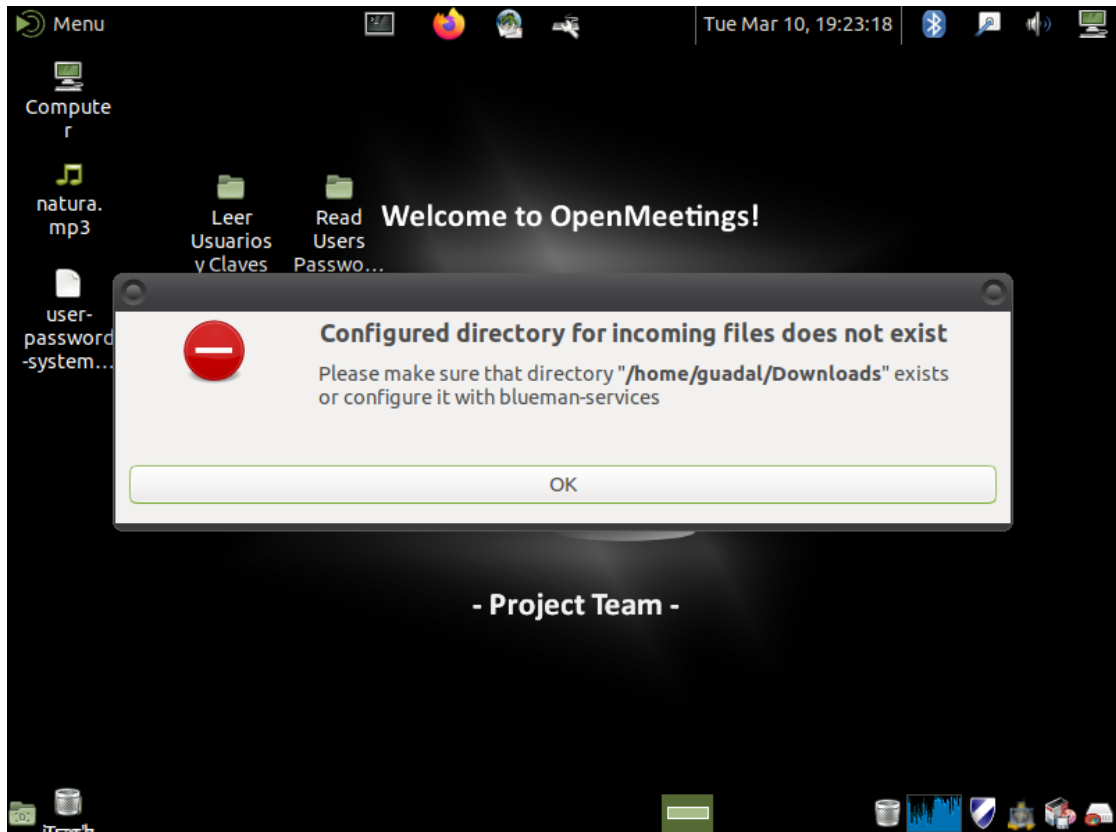 Menu
Tue Mar 10, 19:23:18
Compute
r
natura.
mp3
Leer
Usuarios
y Claves
Read
Users
Passwo...
Welcome to OpenMeetings!
user-
password
-system...
Configured directory for incoming files does not exist
Please make sure that directory "/home/guadal/Downloads" exists
or configure it with blueman-services
OK
- Project Team -